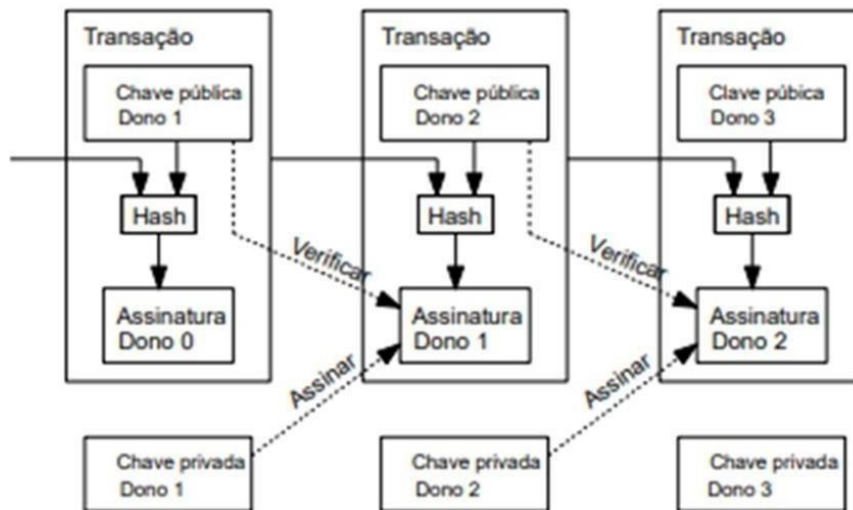 Transação
Chave pública
Dono 1
Hash
Assinatura
Dono 0
Chave privada
Dono 1
Transação
Chave pública
Dono 2
Hash
Verificar
Assinatura
Dono 1
Assinar
Chave privada
Dono 2
Transação
Clave púbica
Dono 3
Hash
Verificar
Assinatura
Dono 2
Assinar
Chave privada
Dono 3